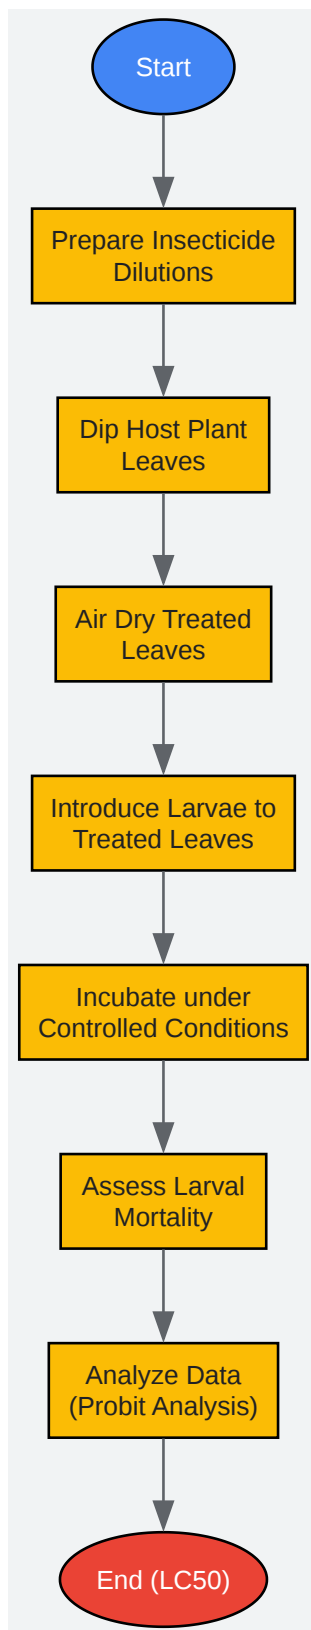 Start
Prepare Insecticide
Dilutions
Dip Host Plant
Leaves
Air Dry Treated
Leaves
Introduce Larvae to
Treated Leaves
Incubate under
Controlled Conditions
Assess Larval
Mortality
Analyze Data
(Probit Analysis)
End (LC50)